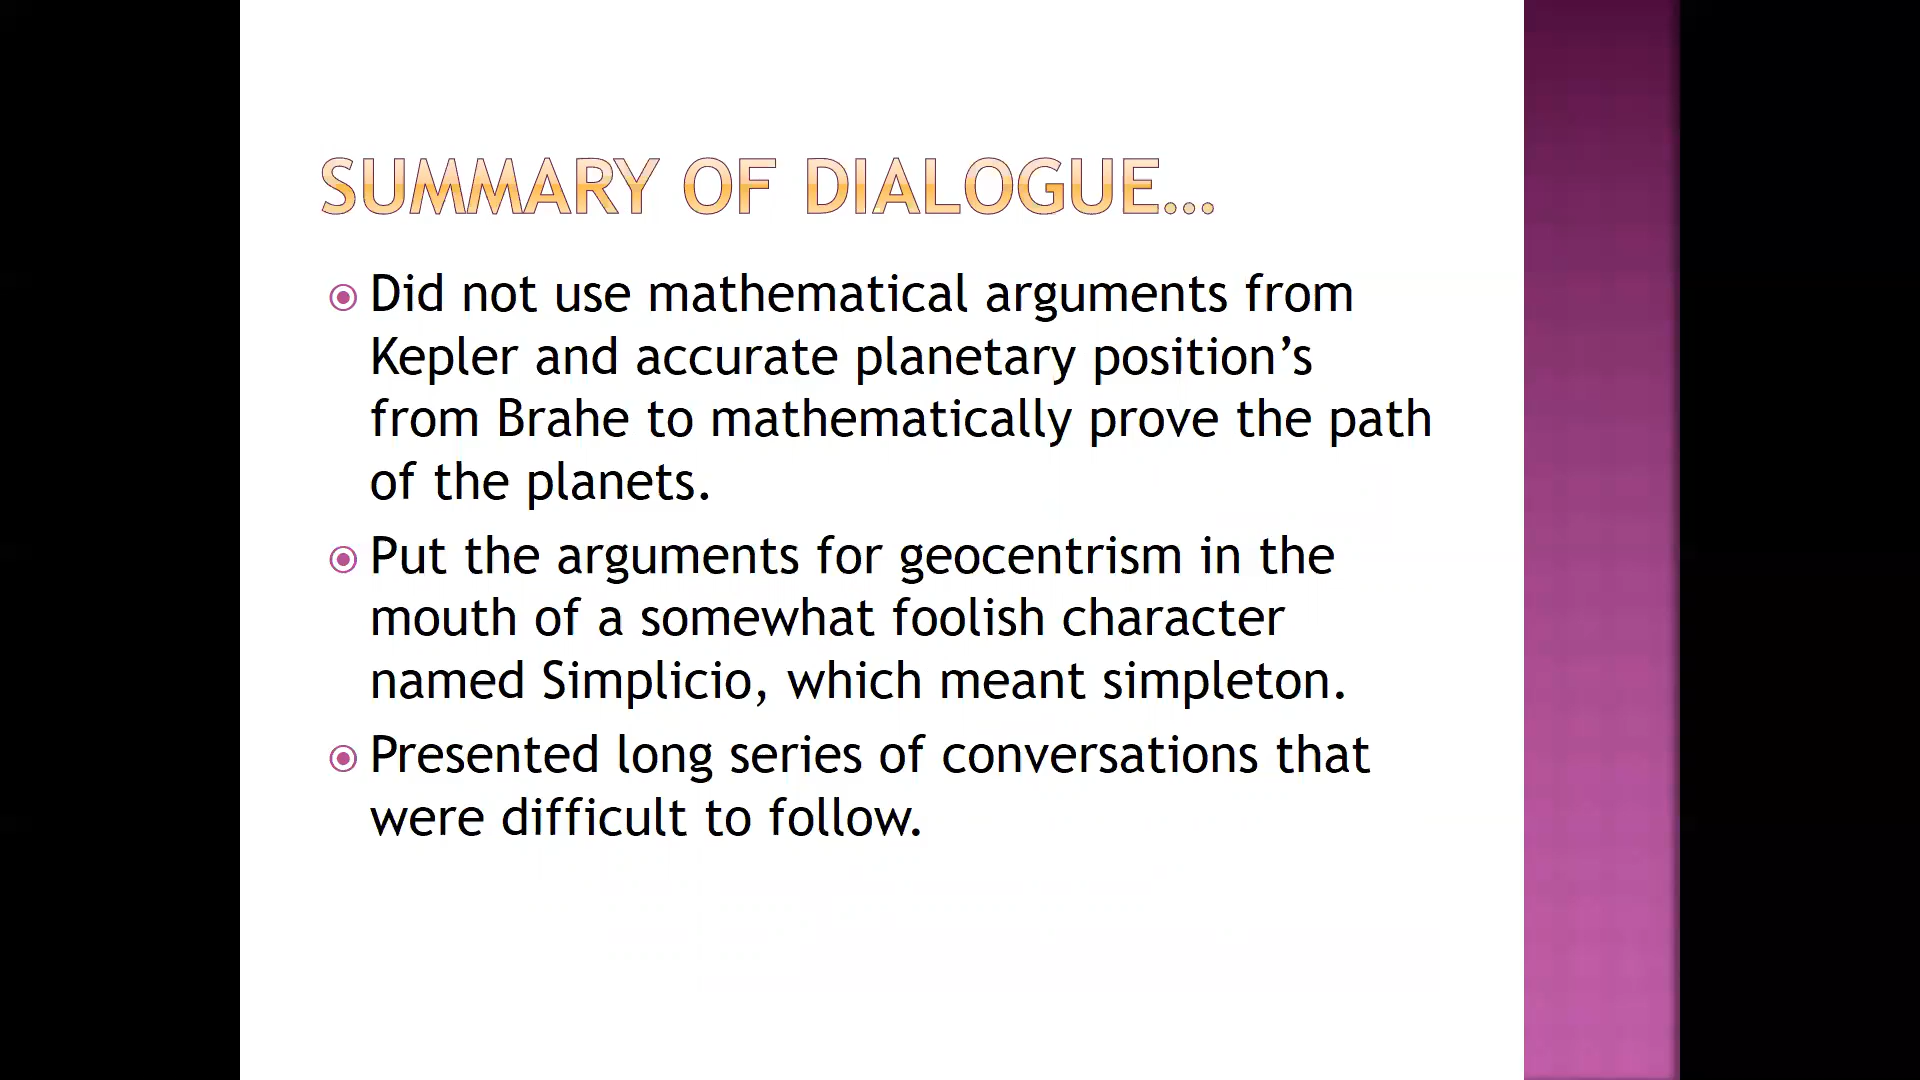 SUMMARY OF DIALOGUE...
Did not use mathematical arguments from
Kepler and accurate planetary position’s
from Brahe to mathematically prove the path
of the planets.
Put the arguments for geocentrism in the
mouth of a somewhat foolish character
named Simplicio, which meant simpleton.
Presented long series of conversations that
were difficult to follow.